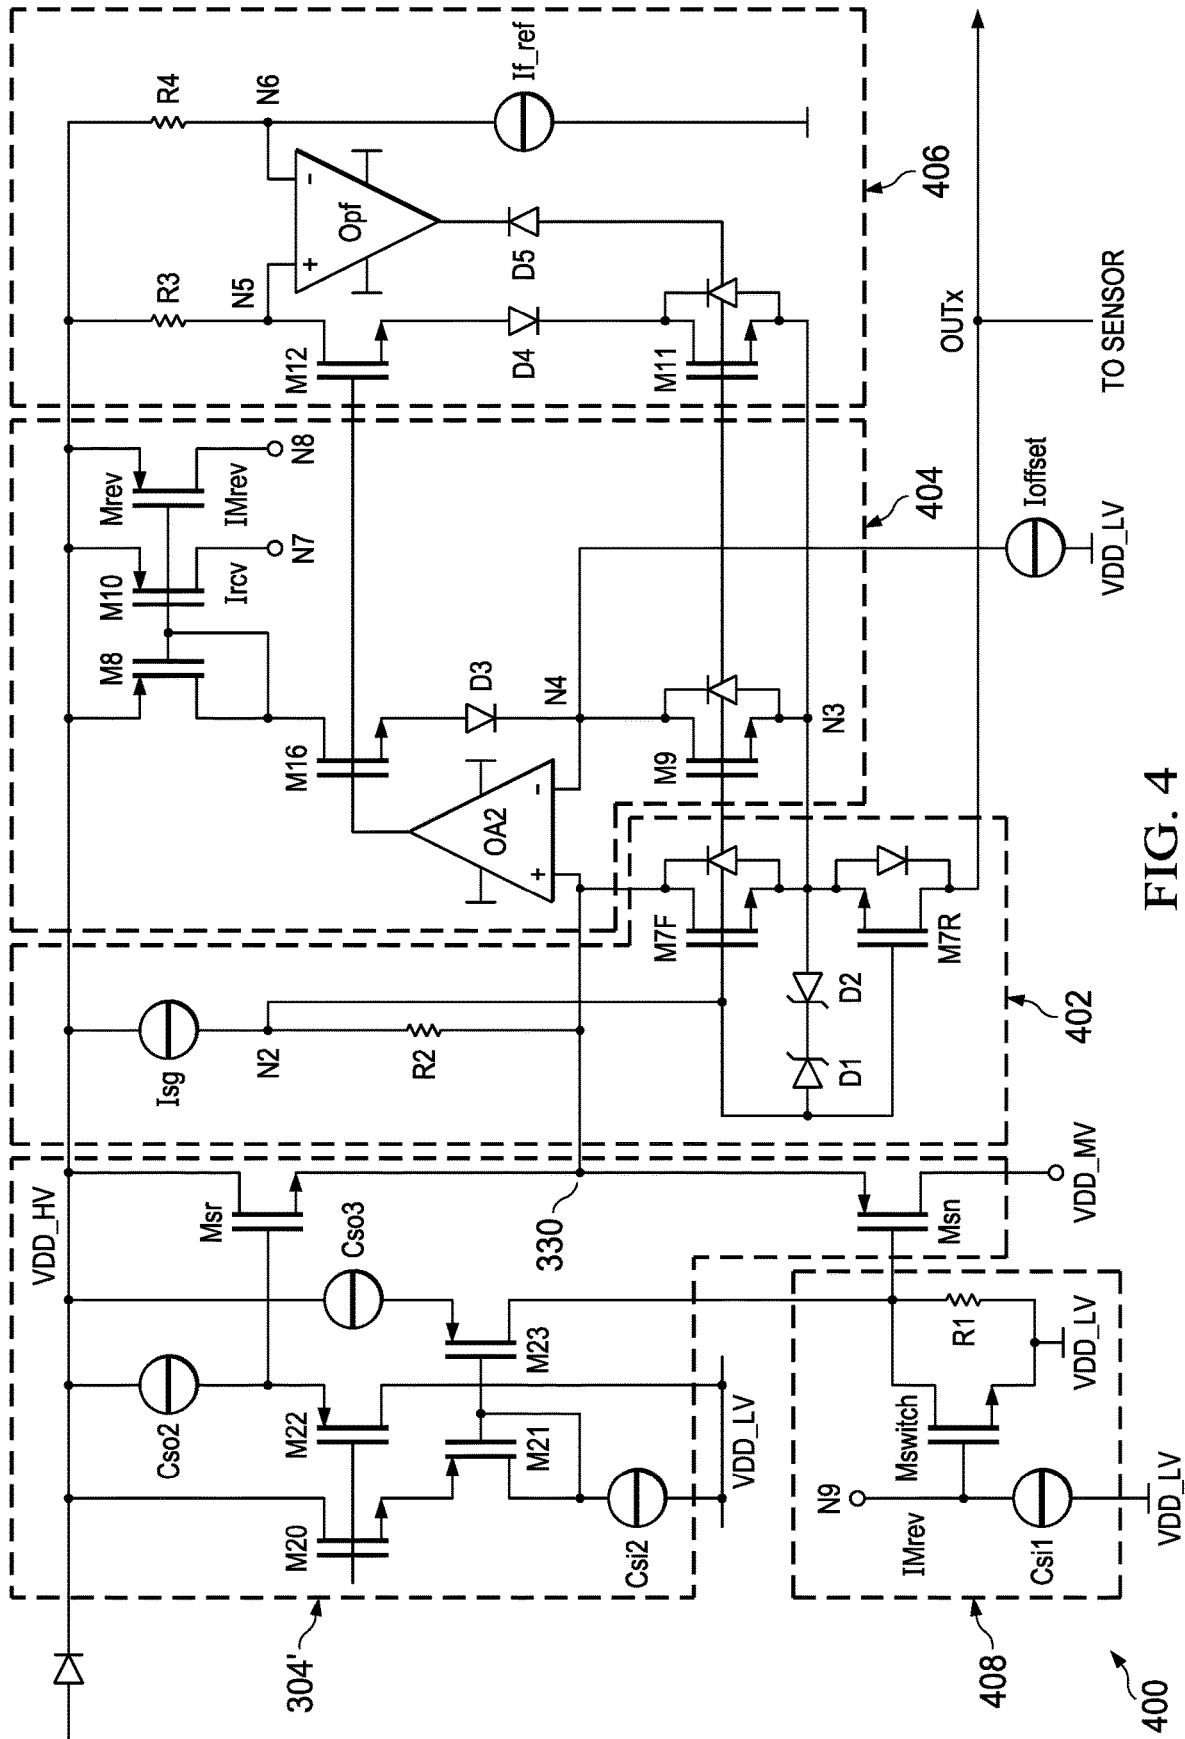 VDD_HV
R4
N6
If_ref
R3
N5
Opf
+
-
D5
D4
M12
M11
406
OUTx
TO SENSOR
Mrev
IMrev
N8
M10
Ircv
N7
M8
M16
D3
N4
OA2
+
-
M9
N3
404
Ioffset
VDD_LV
Isg
N2
R2
M7F
M7R
D2
D1
402
Msr
Cso3
330
Msn
VDD_MV
Cso2
M22
M23
M20
M21
Csi2
VDD_LV
304'
R1
VDD_LV
Mswitch
N9
IMrev
Csi1
VDD_LV
408
400
FIG. 4